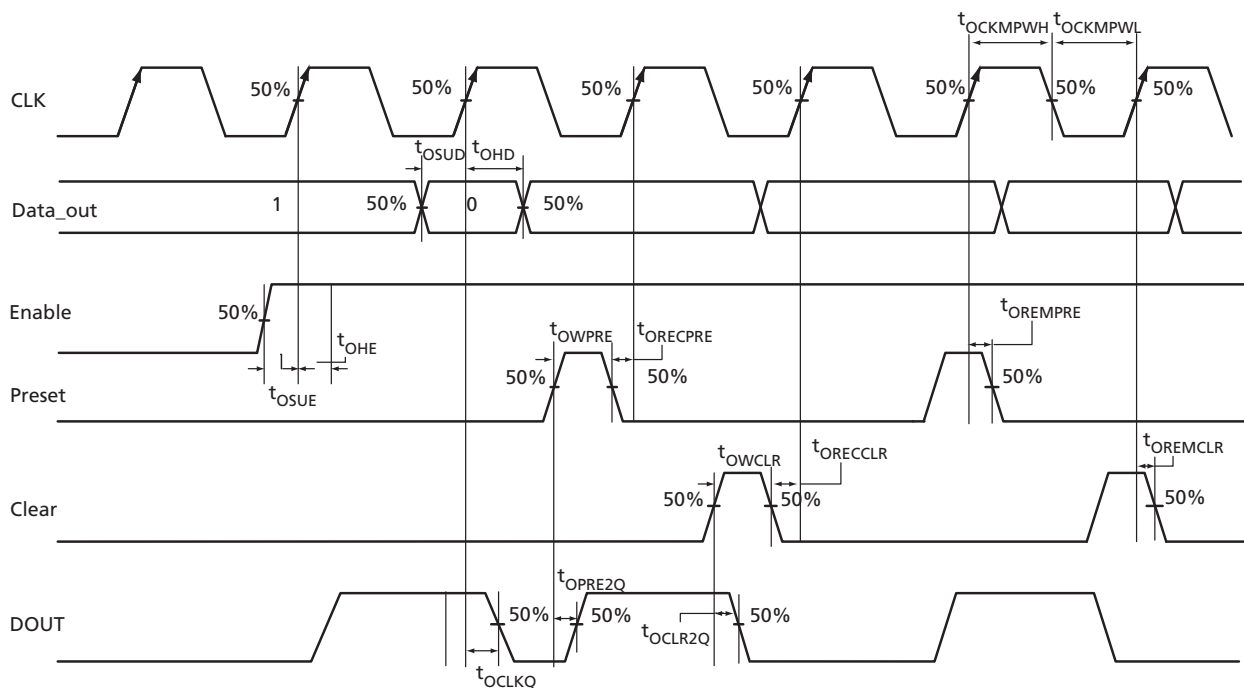 tOCKMPWH tOCKMPWL
CLK 50% 50% 50% 50% 50% 50% 50%
tOSUD tOHD
Data_out 1 50% 0 50%
Enable 50%
tOHE
tOSUE
tOWPRE tORECPRE tOREMPRE
Preset 50% 50% 50%
tOWCLR tORECCLR tOREMCLR
Clear 50% 50% 50%
tOPRE2Q
DOUT 50% 50% tOCLR2Q 50%
tOCLKQ